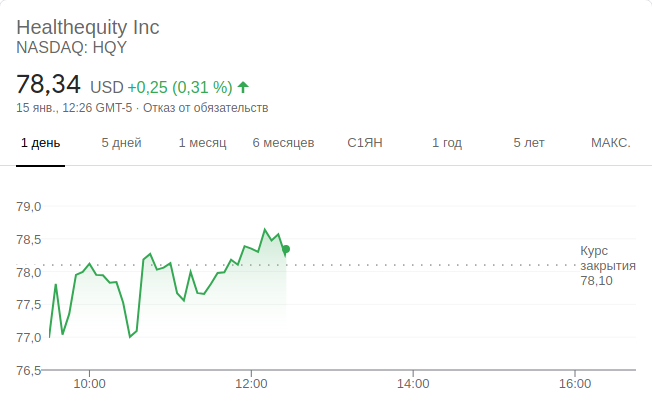 Healthequity Inc
NASDAQ: HQY
78,34 USD +0,25 (0,31 %)
15 янв., 12:26 GMT-5 · Отказ от обязательств
1 день 5 дней 1 месяц 6 месяцев С1ЯН 1 год 5 лет МАКС.
79,0
78,5
78,0
77,5
77,0
76,5
Курс
закрытия
78,10
10:00 12:00 14:00 16:00